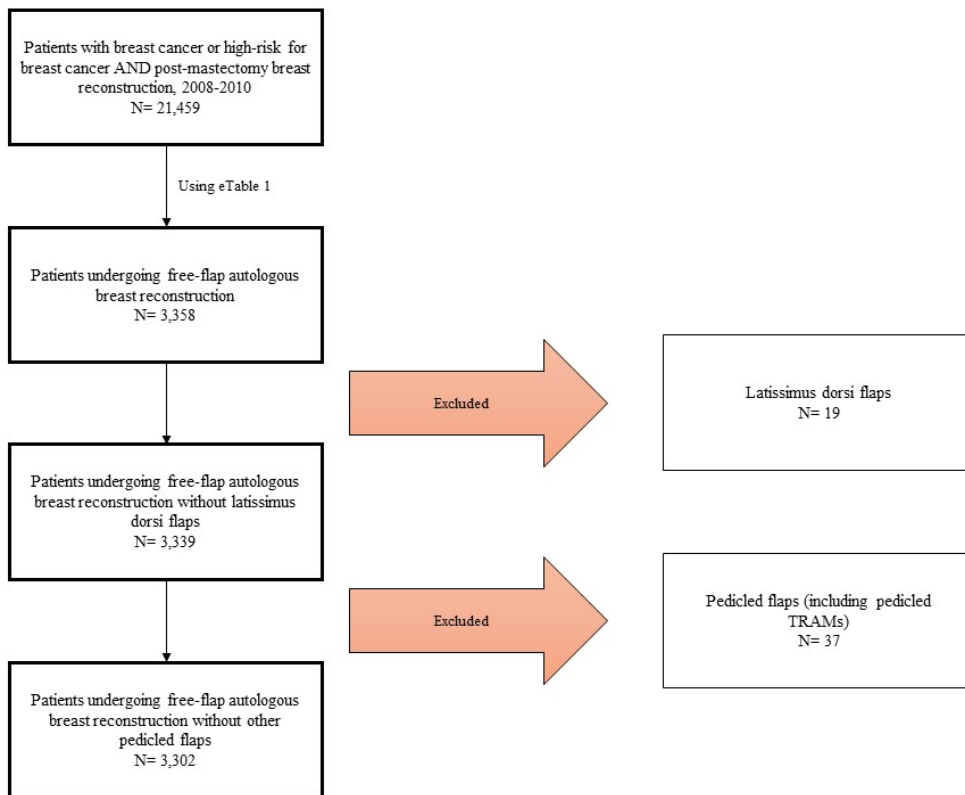 Patients with breast cancer or high-risk for
breast cancer AND post-mastectomy breast
reconstruction, 2008-2010
N= 21,459
Using eTable 1
Patients undergoing free-flap autologous
breast reconstruction
N= 3,358
Excluded
Latissimus dorsi flaps
N= 19
Patients undergoing free-flap autologous
breast reconstruction without latissimus
dorsi flaps
N= 3,339
Excluded
Pedicled flaps (including pedicled
TRAMs)
N= 37
Patients undergoing free-flap autologous
breast reconstruction without other
pedicled flaps
N= 3,302